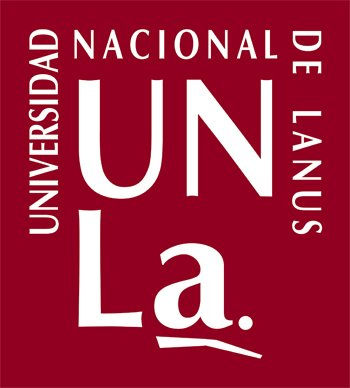 UNIVERSIDAD
NACIONAL
DE LANUS
UN
La.